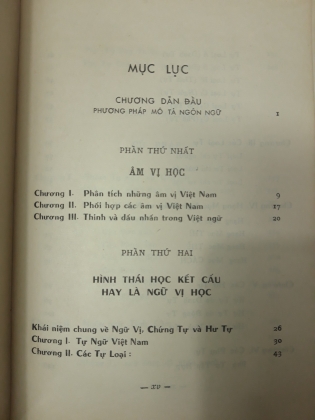 MỤC LỤC
CHƯƠNG DẪN ĐẦU
PHƯƠNG PHÁP MÔ TẢ NGÔN NGỮ 1
PHẦN THỨ NHẤT
ÂM VỊ HỌC
Chương I. Phân tích những âm vị Việt Nam 9
Chương II. Phối hợp các âm vị Việt Nam 17
Chương III. Thinh và dấu nhấn trong Việt ngữ 20
PHẦN THỨ HAI
HÌNH THÁI HỌC KẾT CẤU
HAY LÀ NGỮ VỊ HỌC
Khái niệm chung về Ngữ Vị, Chứng Tự và Hư Tự 26
Chương I. Tự Ngữ Việt Nam 30
Chương II. Các Tự Loại : 43
— xv —